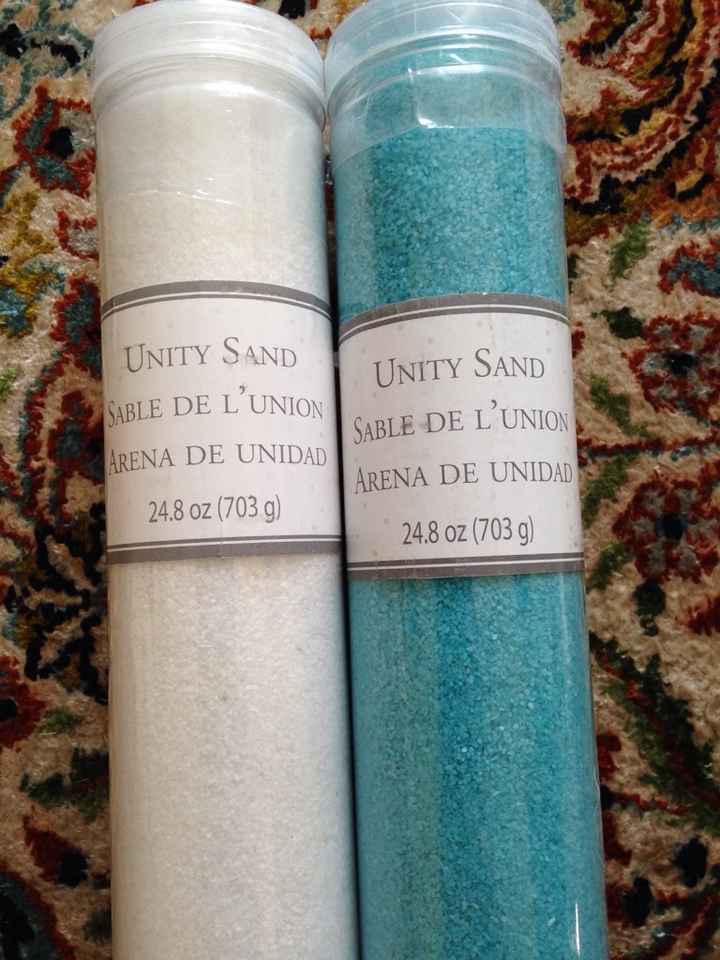 UNITY SAND
SABLE DE L'UNION
ARENA DE UNIDAD
24.8 oz (703 g)
UNITY SAND
SABLE DE L'UNION
ARENA DE UNIDAD
24.8 oz (703 g)